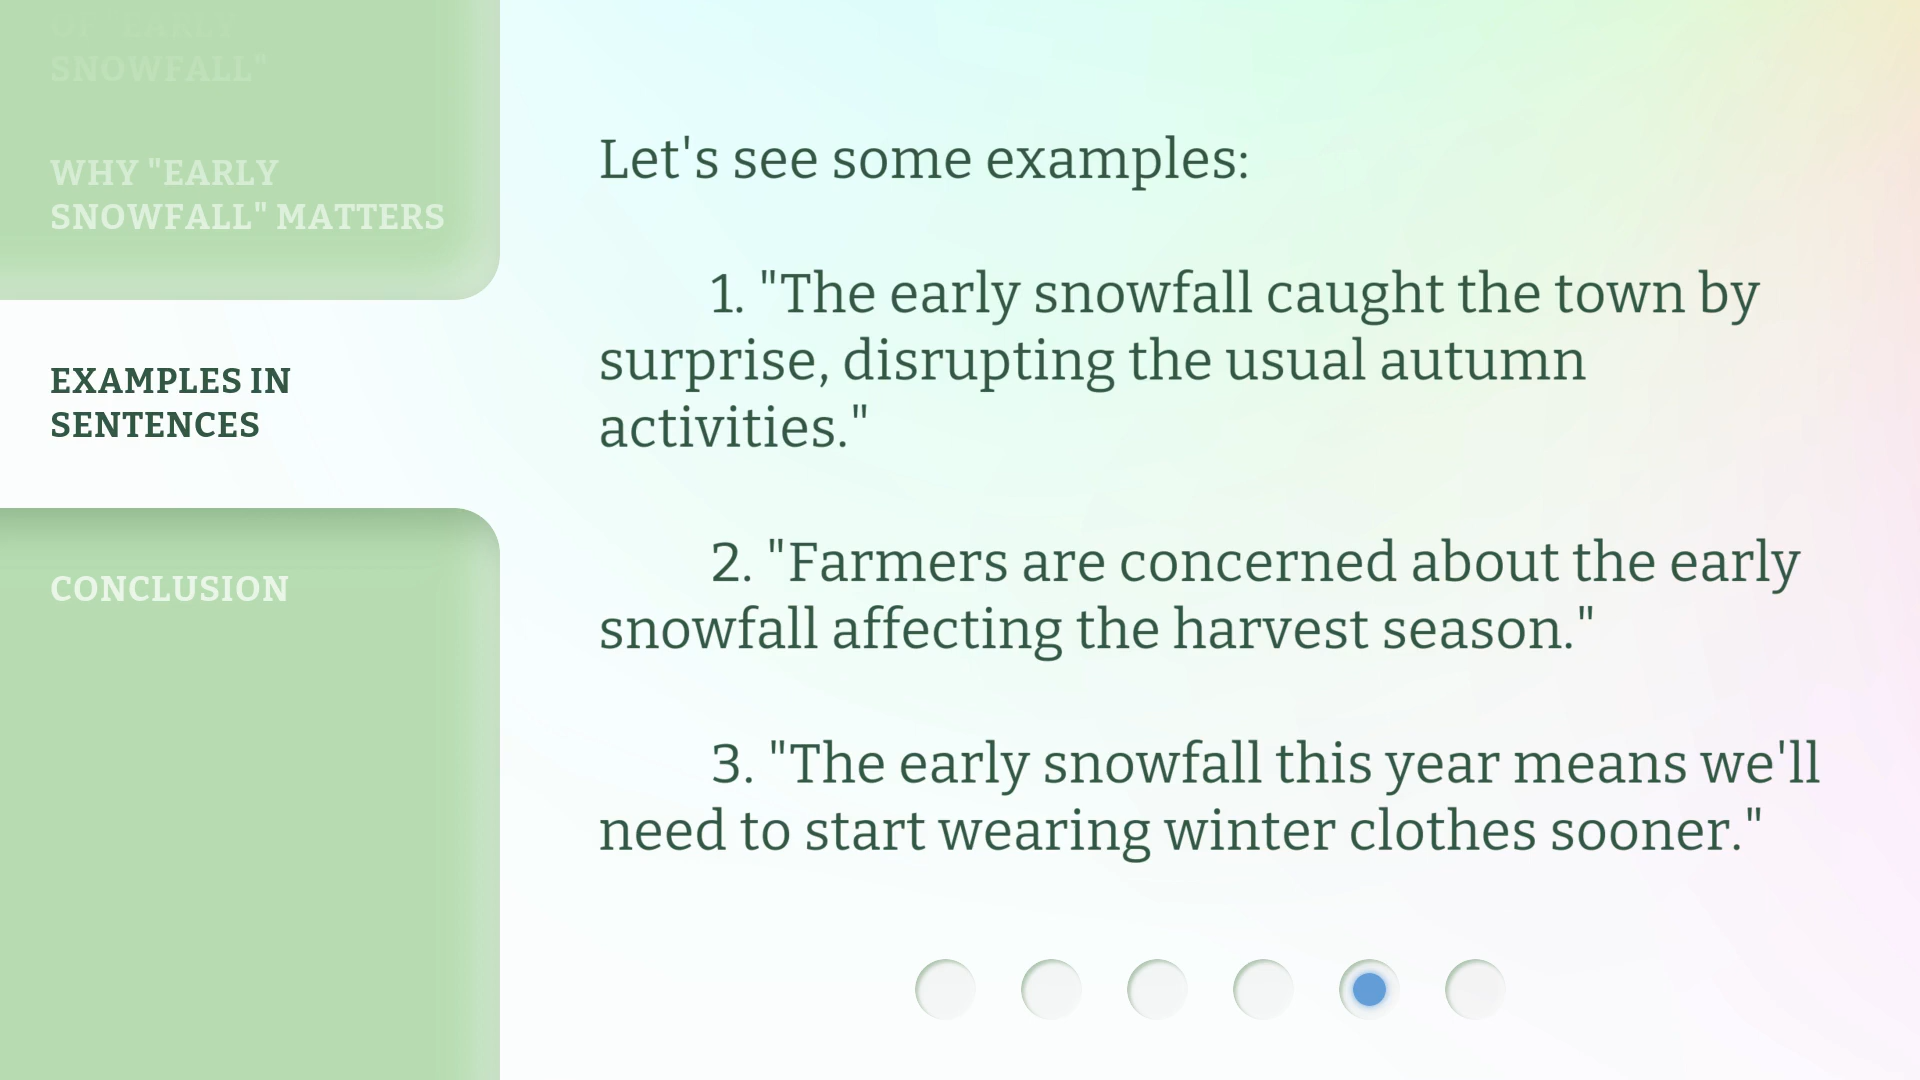 OF "EARLY
SNOWFALL"
WHY "EARLY
SNOWFALL" MATTERS
EXAMPLES IN
SENTENCES
CONCLUSION
Let's see some examples:
1. "The early snowfall caught the town by
surprise, disrupting the usual autumn
activities."
2. "Farmers are concerned about the early
snowfall affecting the harvest season."
3. "The early snowfall this year means we'll
need to start wearing winter clothes sooner."